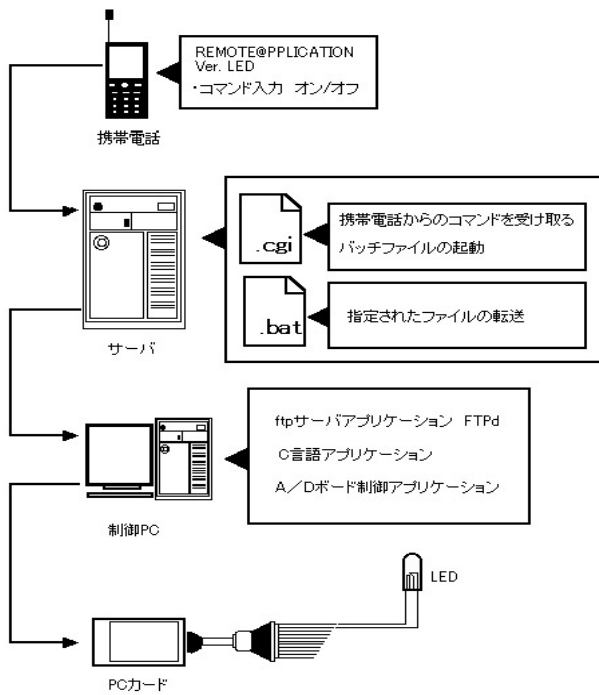 REMOTE@PPLICATION
Ver. LED
・コマンド入力 オン/オフ
携帯電話
.cgi
携帯電話からのコマンドを受け取る
バッチファイルの起動
.bat
指定されたファイルの転送
サーバ
ftpサーバアプリケーション FTPd
C言語アプリケーション
A/Dボード制御アプリケーション
制御PC
LED
PCカード